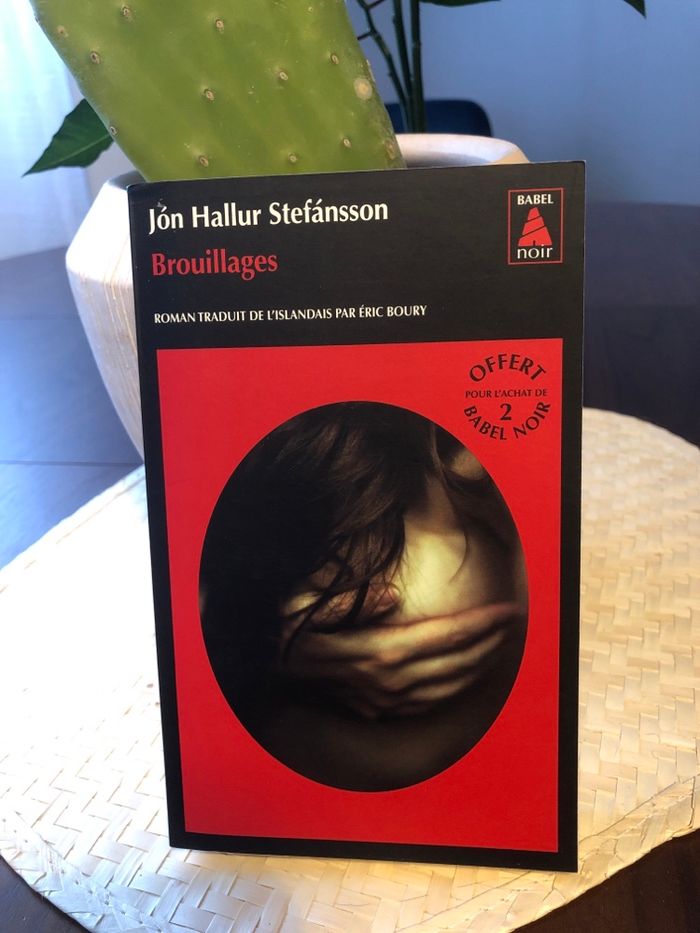 Jón Hallur Stefánsson
Brouillages
ROMAN TRADUIT DE L'ISLANDAIS PAR ÉRIC BOURY
BABEL
noir
OFFERT
POUR L'ACHAT DE
2
BABEL NOIR